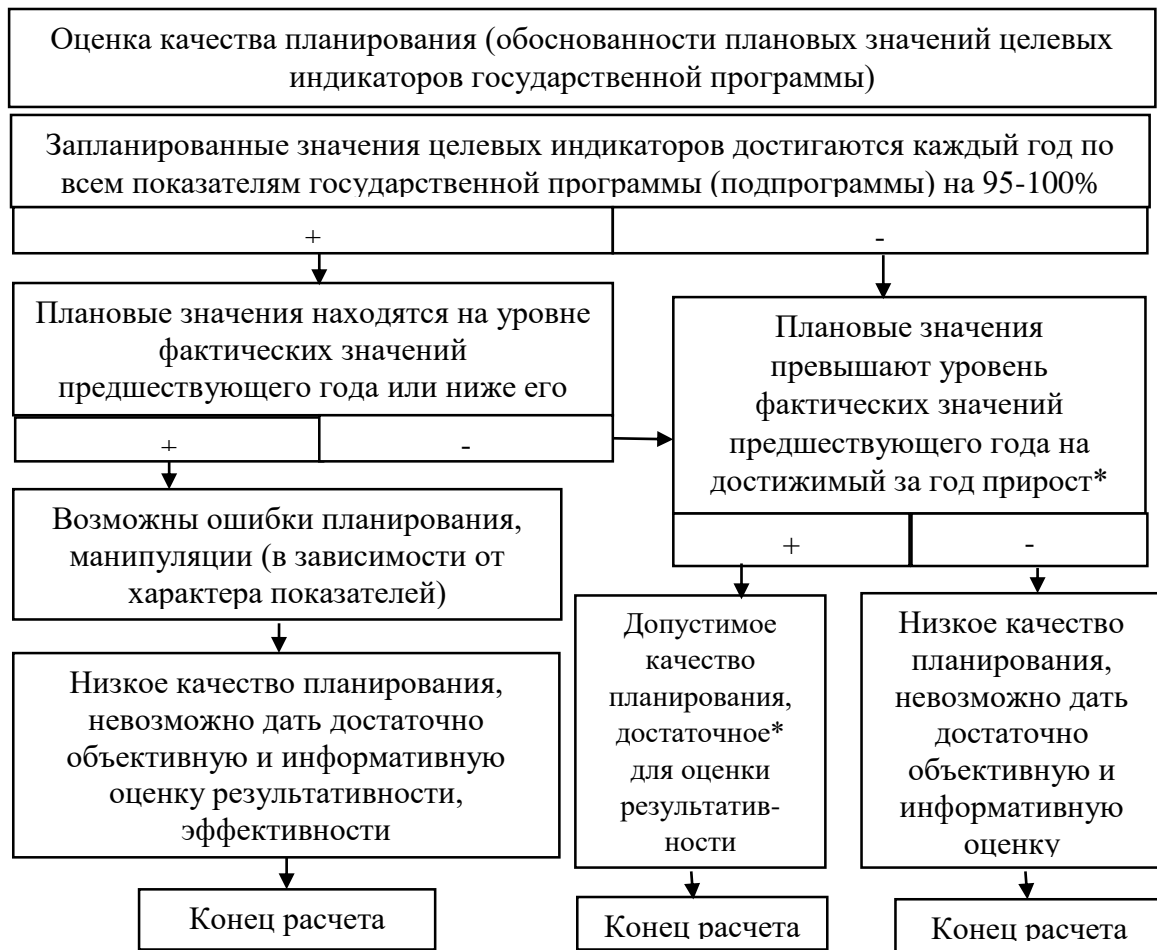 Оценка качества планирования (обоснованности плановых значений целевых
индикаторов государственной программы)
Запланированные значения целевых индикаторов достигаются каждый год по
всем показателям государственной программы (подпрограммы) на 95-100%
+
-
Плановые значения находятся на уровне
фактических значений
предшествующего года или ниже его
+
-
Плановые значения
превышают уровень
фактических значений
предшествующего года на
достижимый за год прирост*
+
-
Возможны ошибки планирования,
манипуляции (в зависимости от
характера показателей)
Низкое качество планирования,
невозможно дать достаточно
объективную и информативную
оценку результативности,
эффективности
Допустимое
качество
планирования,
достаточное*
для оценки
результатив-
ности
Низкое качество
планирования,
невозможно дать
достаточно
объективную и
информативную
оценку
Конец расчета
Конец расчета
Конец расчета